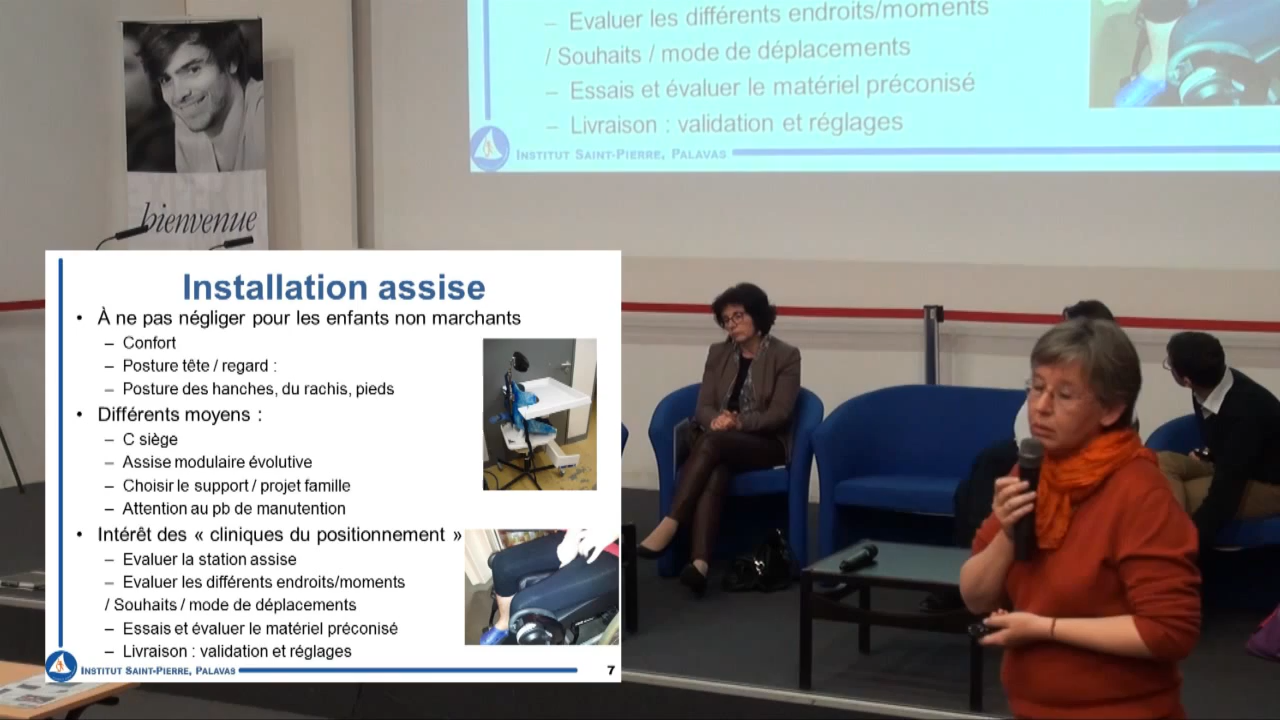 – Evaluer les différents endroits/moments
/ Souhaits / mode de déplacements
– Essais et évaluer le matériel préconisé
– Livraison : validation et réglages
INSTITUT SAINT-PIERRE, PALAVAS
bienvenue
Installation assise
• À ne pas négliger pour les enfants non marchants
– Confort
– Posture tête / regard :
– Posture des hanches, du rachis, pieds
• Différents moyens :
– C siège
– Assise modulaire évolutive
– Choisir le support / projet famille
– Attention au pb de manutention
• Intérêt des « cliniques du positionnement »
– Evaluer la station assise
– Evaluer les différents endroits/moments
/ Souhaits / mode de déplacements
– Essais et évaluer le matériel préconisé
– Livraison : validation et réglages
INSTITUT SAINT-PIERRE, PALAVAS
7